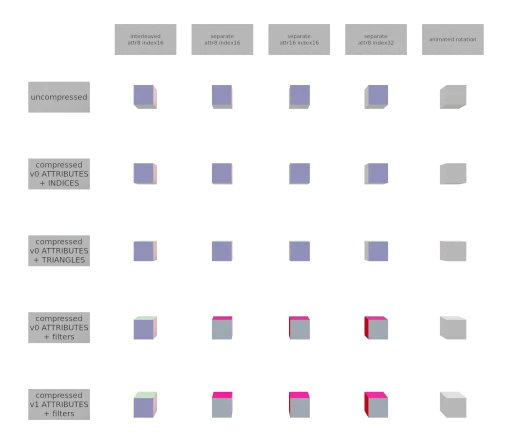 interleaved
attr8 index16
separate
attr8 index16
separate
attr16 index16
separate
attr8 index32
animated rotation
uncompressed
compressed
v0 ATTRIBUTES
+ INDICES
compressed
v0 ATTRIBUTES
+ TRIANGLES
compressed
v0 ATTRIBUTES
+ filters
compressed
v1 ATTRIBUTES
+ filters